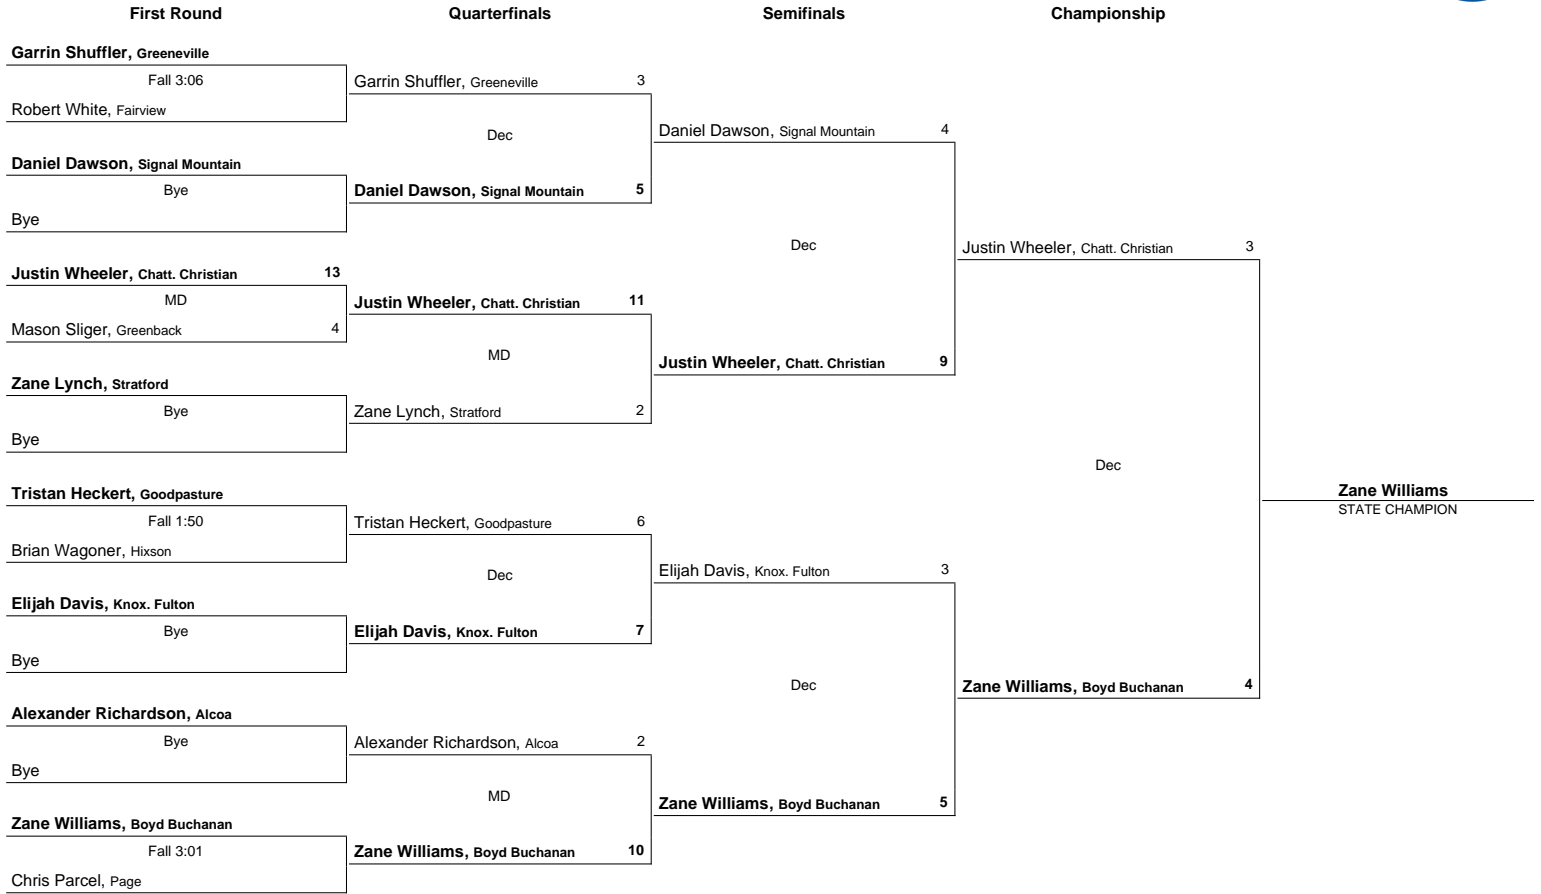 First Round Quarterfinals Semifinals Championship
Garrin Shuffler, Greeneville
Fall 3:06
Robert White, Fairview
Daniel Dawson, Signal Mountain
Bye
Bye
Justin Wheeler, Chatt. Christian 13
MD
Mason Sliger, Greenback 4
Zane Lynch, Stratford
Bye
Bye
Tristan Heckert, Goodpasture
Fall 1:50
Brian Wagoner, Hixson
Elijah Davis, Knox. Fulton
Bye
Bye
Alexander Richardson, Alcoa
Bye
Bye
Zane Williams, Boyd Buchanan
Fall 3:01
Chris Parcel, Page
Garrin Shuffler, Greeneville 3
Dec
Daniel Dawson, Signal Mountain 5
Justin Wheeler, Chatt. Christian 11
MD
Zane Lynch, Stratford 2
Tristan Heckert, Goodpasture 6
Dec
Elijah Davis, Knox. Fulton 7
Alexander Richardson, Alcoa 2
MD
Zane Williams, Boyd Buchanan 10
Daniel Dawson, Signal Mountain 4
Dec
Justin Wheeler, Chatt. Christian 9
Elijah Davis, Knox. Fulton 3
Dec
Zane Williams, Boyd Buchanan 5
Justin Wheeler, Chatt. Christian 3
Dec
Zane Williams, Boyd Buchanan 4
Zane Williams
STATE CHAMPION